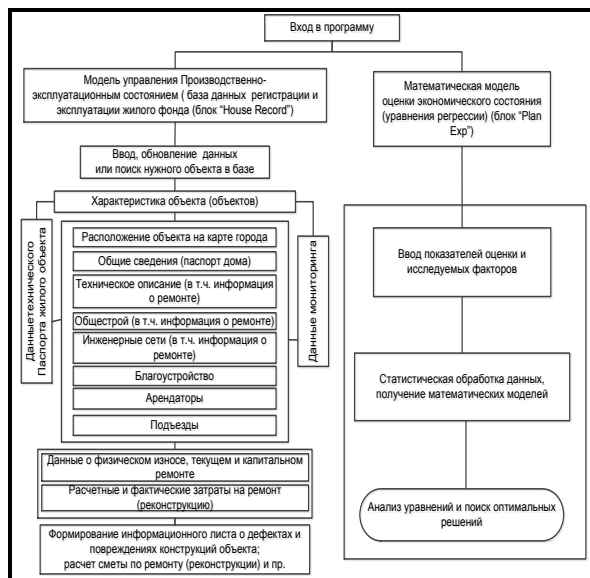 Вход в программу
Модель управления Производственно-
эксплуатационным состоянием ( база данных регистрации и
эксплуатации жилого фонда
(блок “House Record”)
Математическая модель
оценки экономического состояния
(уравнения регрессии) (блок “Plan
Exp”)
Ввод, обновление данных
или поиск нужного объекта в базе
Характеристика объекта (объектов)
Данныетехнического
Паспорта жилого объекта
Расположение объекта на карте города
Общие сведения (паспорт дома)
Техническое описание (в т.ч. информация
о ремонте)
Общестрой (в т.ч. информация о ремонте)
Инженерные сети (в т.ч. информация о
ремонте)
Благоустройство
Арендаторы
Подъезды
Данные мониторинга
Данные о физическом износе, текущем и капитальном
ремонте
Расчетные и фактические затраты на ремонт
(реконструкцию)
Формирование информационного листа о дефектах и
повреждениях конструкций объекта;
расчет сметы по ремонту (реконструкции) и пр.
Ввод показателей оценки и
исследуемых факторов
Статистическая обработка данных,
получение математических моделей
Анализ уравнений и поиск оптимальных
решений